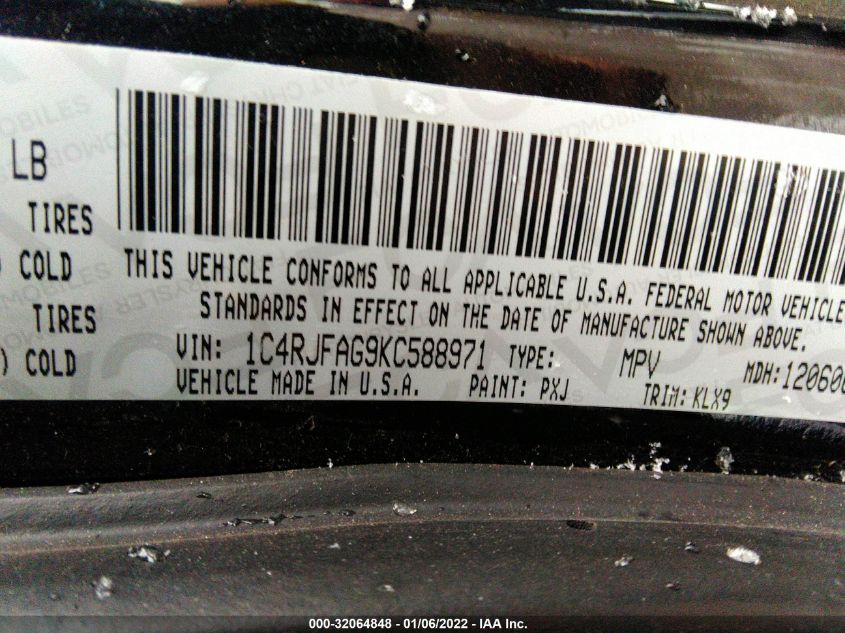 LB
TIRES
) COLD
TIRES
) COLD
THIS VEHICLE CONFORMS TO ALL APPLICABLE U.S.A. FEDERAL MOTOR VEHICLE
STANDARDS IN EFFECT ON THE DATE OF MANUFACTURE SHOWN ABOVE.
VIN: 1C4RJFAG9KC588971 TYPE: MPV MDH:12060
VEHICLE MADE IN U.S.A. PAINT: PXJ TRIM: KLX9
000-32064848 — 01/06/2022 — IAA Inc.